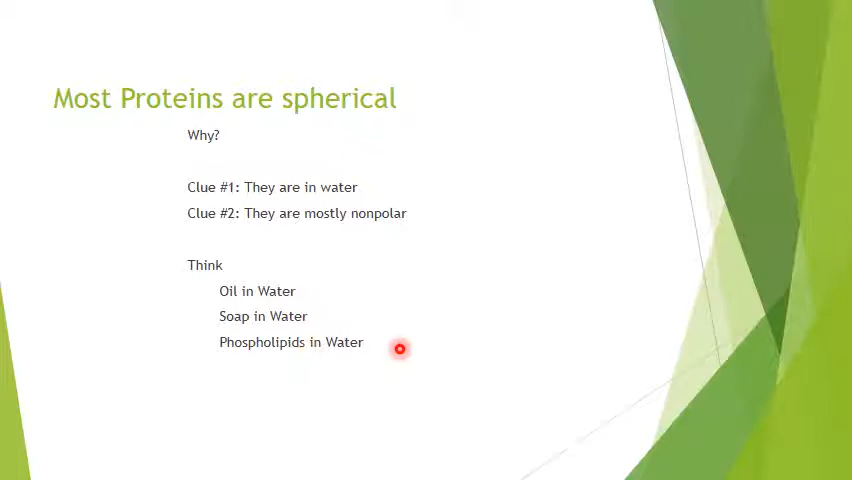 Most Proteins are spherical
Why?
Clue #1: They are in water
Clue #2: They are mostly nonpolar
Think
Oil in Water
Soap in Water
Phospholipids in Water